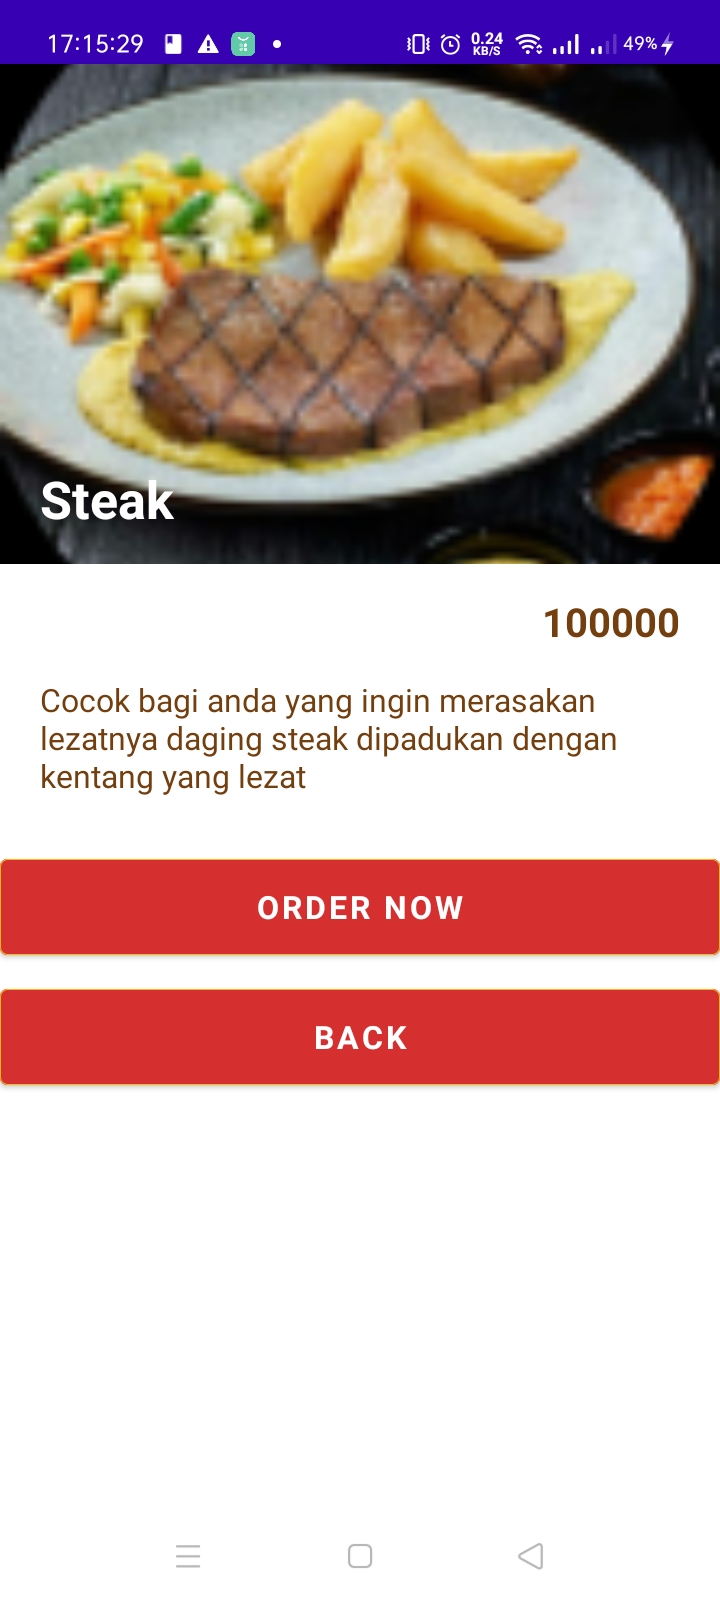 17:15:29
0.24
KB/S
49%
Steak
100000
Cocok bagi anda yang ingin merasakan
lezatnya daging steak dipadukan dengan
kentang yang lezat
ORDER NOW
BACK